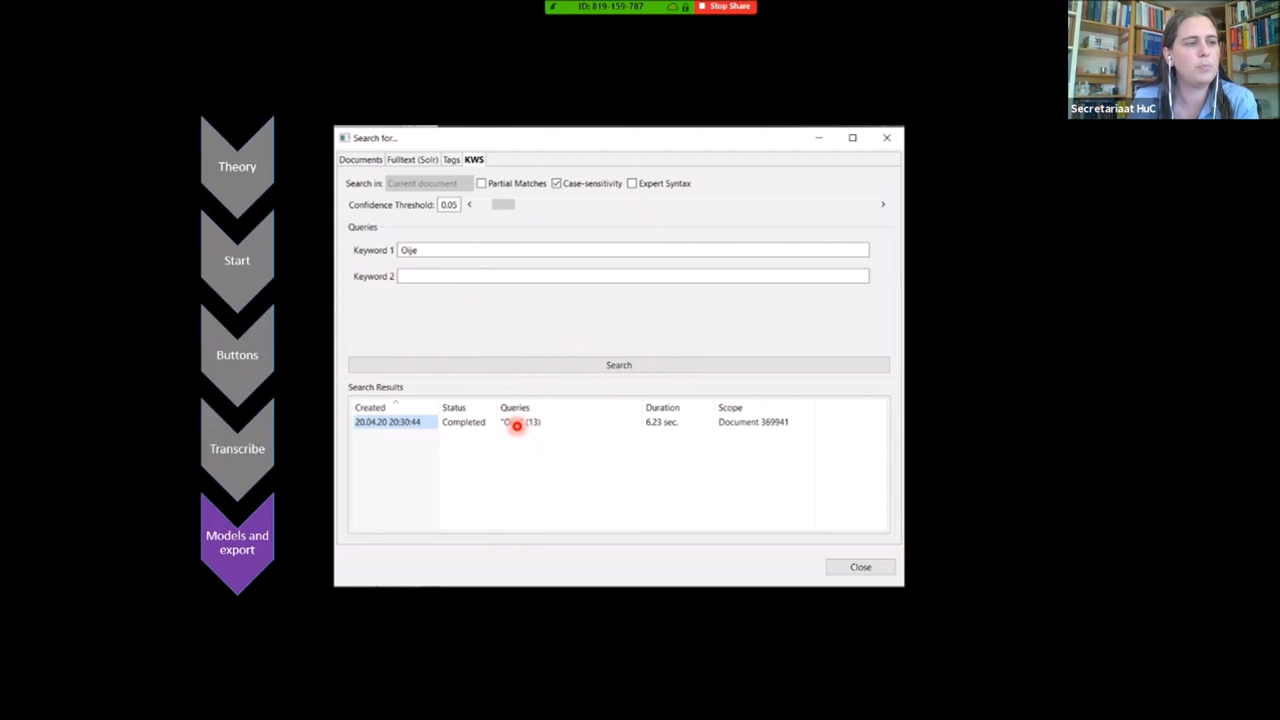 ID: 819-159-787
Stop Share
Secretariaat HuC
Theory
Start
Buttons
Transcribe
Models and
export
Search for...
Documents Fulltext (Solr) Tags KWS
Search in: Current document Partial Matches Case-sensitivity Expert Syntax
Confidence Threshold: 0.05
Queries
Keyword 1 Oije
Keyword 2
Search
Search Results
Created Status Queries Duration Scope
20.04.20 20:30:44 Completed (13) 6.23 sec. Document 369941
Close